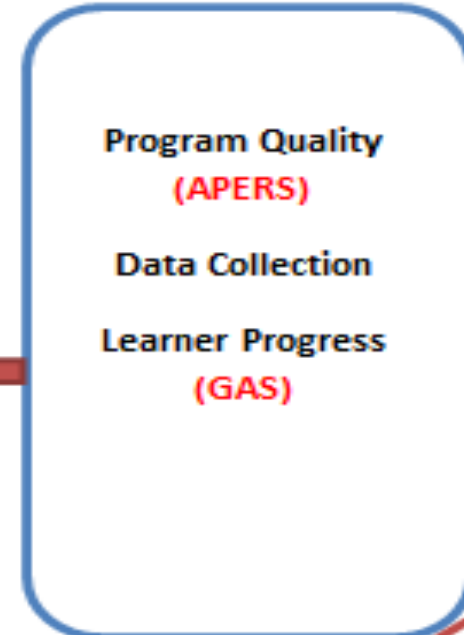 Program Quality
(APERS)
Data Collection
Learner Progress
(GAS)